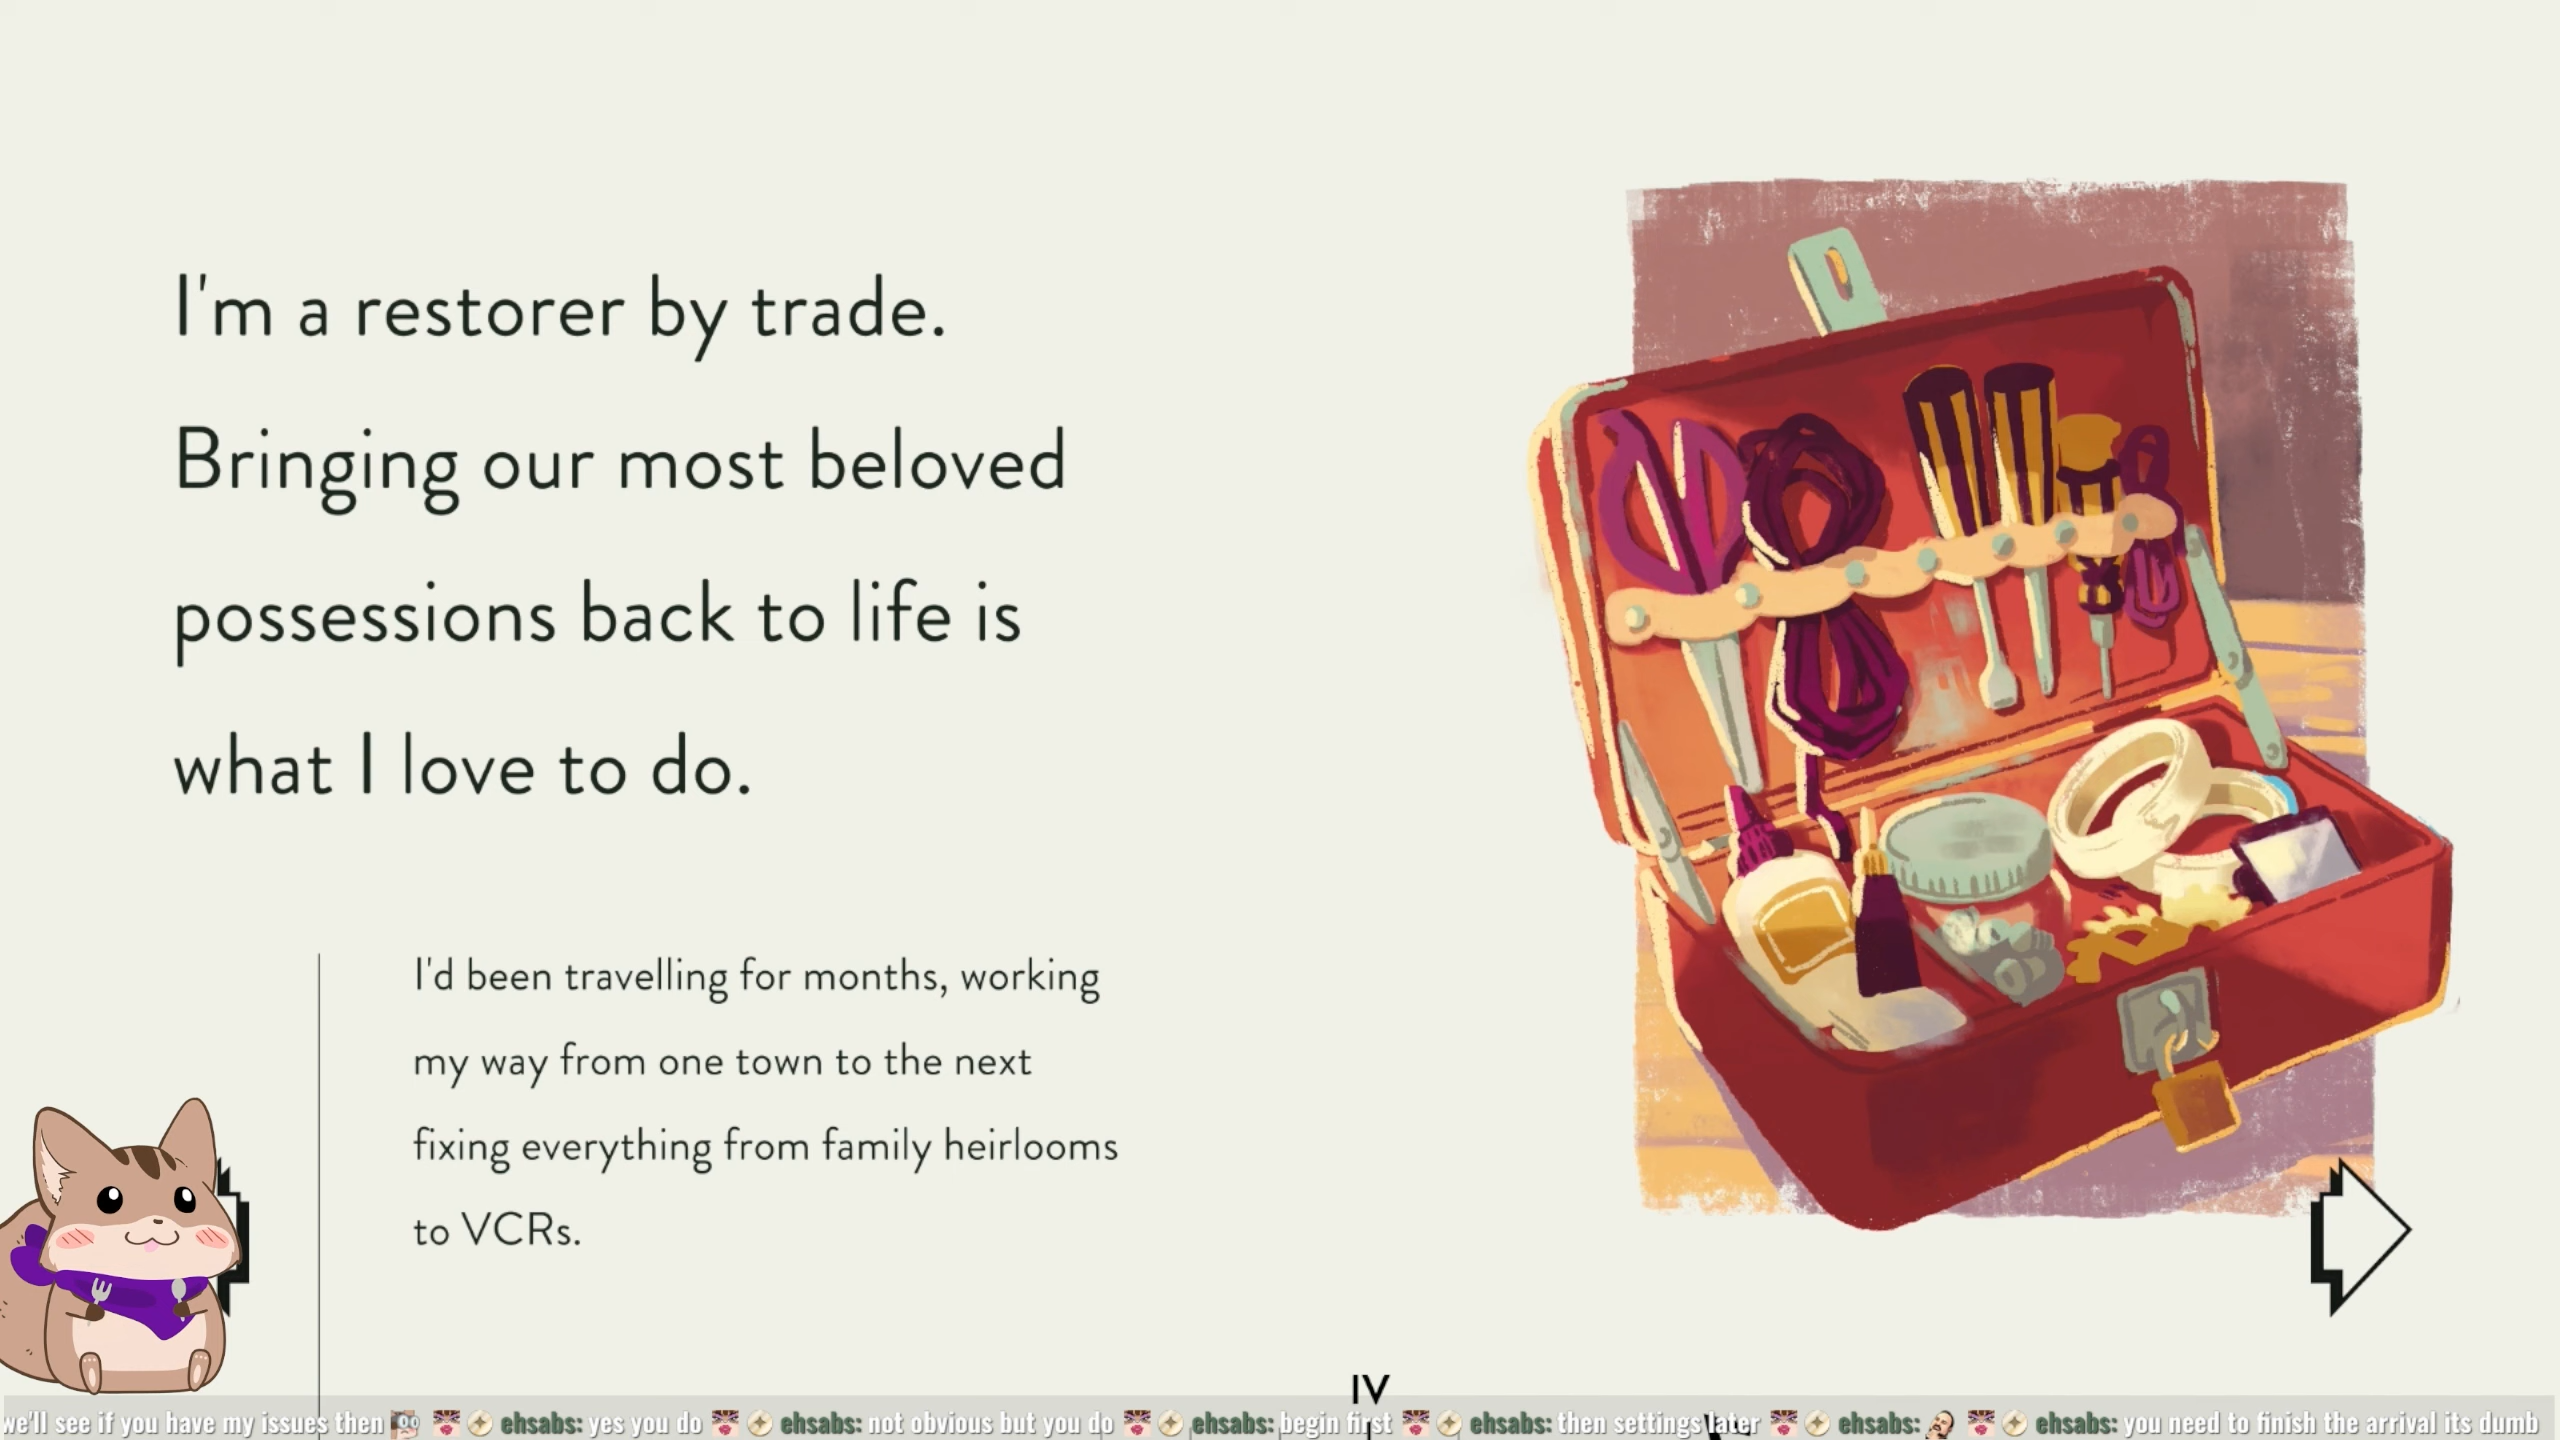 I'm a restorer by trade.
Bringing our most beloved
possessions back to life is
what I love to do.
I'd been travelling for months, working
my way from one town to the next
fixing everything from family heirlooms
to VCRs.
IV
we'll see if you have my issues then ehsabs: yes you do ehsabs: not obvious but you do ehsabs: begin first ehsabs: then settings later ehsabs: ehsabs: you need to finish the arrival its dumb